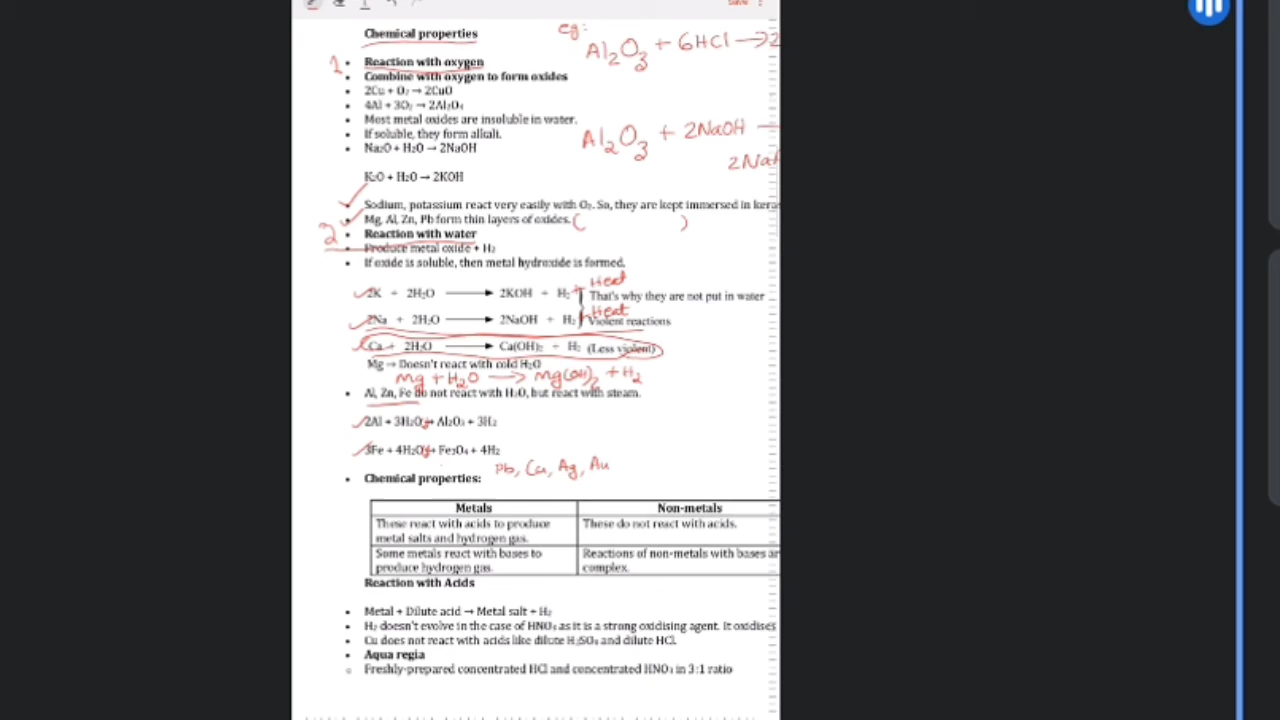 Save
Chemical properties
eg:
Al₂O₃ + 6HCl → 2
1
Reaction with oxygen
Combine with oxygen to form oxides
2Cu + O₂ → 2CuO
4Al + 3O₂ → 2Al₂O₃
Most metal oxides are insoluble in water.
If soluble, they form alkali.
Al₂O₃ + 2NaOH
Na₂O + H₂O → 2NaOH
K₂O + H₂O → 2KOH
Sodium, potassium react very easily with O₂. So, they are kept immersed in
Mg, Al, Zn, Pb form thin layers of oxides. ( )
2
Reaction with water
Produce metal oxide + H₂
If oxide is soluble, then metal hydroxide is formed.
Heat
2K + 2H₂O → 2KOH + H₂ + That's why they are not put in water
Heat
2Na + 2H₂O → 2NaOH + H₂ + Violent reactions
Ca + 2H₂O → Ca(OH)₂ + H₂ (Less violent)
Mg → Doesn't react with cold H₂O
Mg + H₂O → Mg(OH)₂ + H₂
Al, Zn, Fe do not react with H₂O, but react with steam.
2Al + 3H₂O → Al₂O₃ + 3H₂
3Fe + 4H₂O → Fe₃O₄ + 4H₂
Pb, Cu, Ag, Au
Chemical properties:
Metals Non-metals
These react with acids to produce metal salts and hydrogen gas. These do not react with acids.
Some metals react with bases to produce hydrogen gas. Reactions of non-metals with bases complex.
Reaction with Acids
Metal + Dilute acid → Metal salt + H₂
H₂ doesn't evolve in the case of HNO₃ as it is a strong oxidising agent. It oxidises
Cu does not react with acids like dilute H₂SO₄ and dilute HCl.
Aqua regia
Freshly-prepared concentrated HCl and concentrated HNO₃ in 3:1 ratio